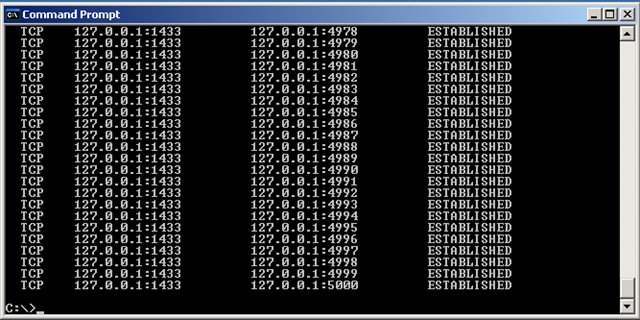 Command Prompt
TCP 127.0.0.1:1433 127.0.0.1:4978 ESTABLISHED
TCP 127.0.0.1:1433 127.0.0.1:4979 ESTABLISHED
TCP 127.0.0.1:1433 127.0.0.1:4980 ESTABLISHED
TCP 127.0.0.1:1433 127.0.0.1:4981 ESTABLISHED
TCP 127.0.0.1:1433 127.0.0.1:4982 ESTABLISHED
TCP 127.0.0.1:1433 127.0.0.1:4983 ESTABLISHED
TCP 127.0.0.1:1433 127.0.0.1:4984 ESTABLISHED
TCP 127.0.0.1:1433 127.0.0.1:4985 ESTABLISHED
TCP 127.0.0.1:1433 127.0.0.1:4986 ESTABLISHED
TCP 127.0.0.1:1433 127.0.0.1:4987 ESTABLISHED
TCP 127.0.0.1:1433 127.0.0.1:4988 ESTABLISHED
TCP 127.0.0.1:1433 127.0.0.1:4989 ESTABLISHED
TCP 127.0.0.1:1433 127.0.0.1:4990 ESTABLISHED
TCP 127.0.0.1:1433 127.0.0.1:4991 ESTABLISHED
TCP 127.0.0.1:1433 127.0.0.1:4992 ESTABLISHED
TCP 127.0.0.1:1433 127.0.0.1:4993 ESTABLISHED
TCP 127.0.0.1:1433 127.0.0.1:4994 ESTABLISHED
TCP 127.0.0.1:1433 127.0.0.1:4995 ESTABLISHED
TCP 127.0.0.1:1433 127.0.0.1:4996 ESTABLISHED
TCP 127.0.0.1:1433 127.0.0.1:4997 ESTABLISHED
TCP 127.0.0.1:1433 127.0.0.1:4998 ESTABLISHED
TCP 127.0.0.1:1433 127.0.0.1:4999 ESTABLISHED
TCP 127.0.0.1:1433 127.0.0.1:5000 ESTABLISHED
C:\>_